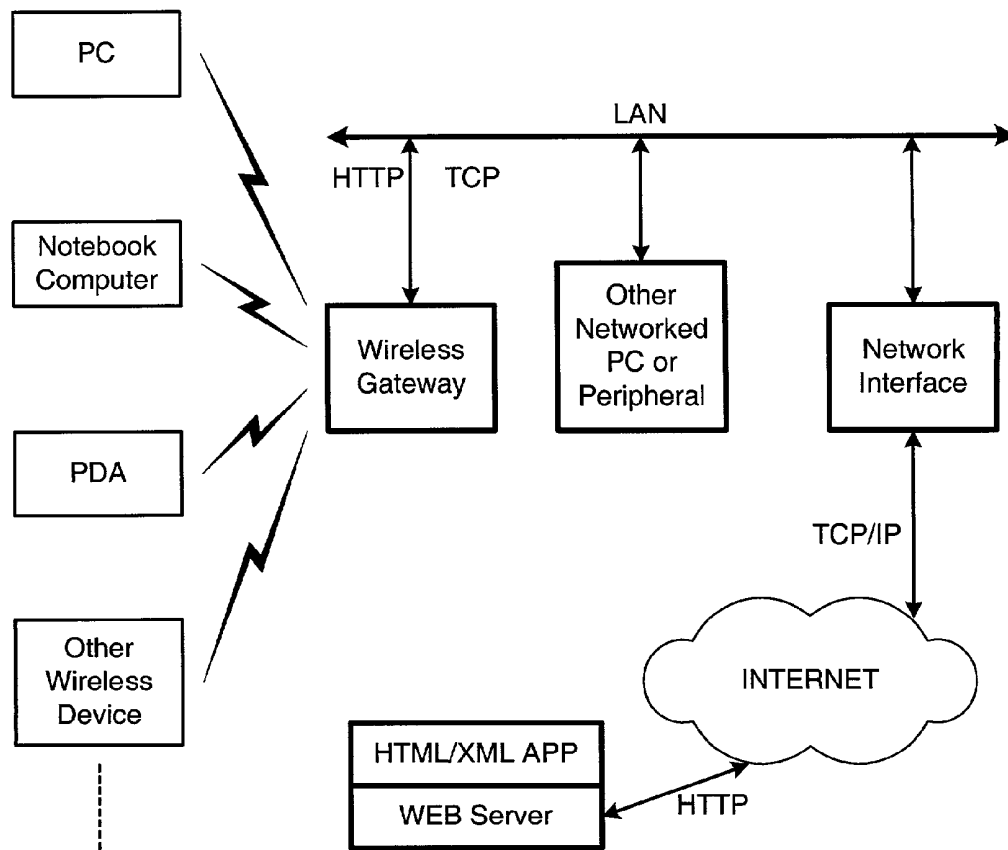 PC
LAN
HTTP
TCP
Notebook
Computer
Wireless
Gateway
Other
Networked
PC or
Peripheral
Network
Interface
PDA
TCP/IP
Other
Wireless
Device
INTERNET
HTML/XML APP
WEB Server
HTTP